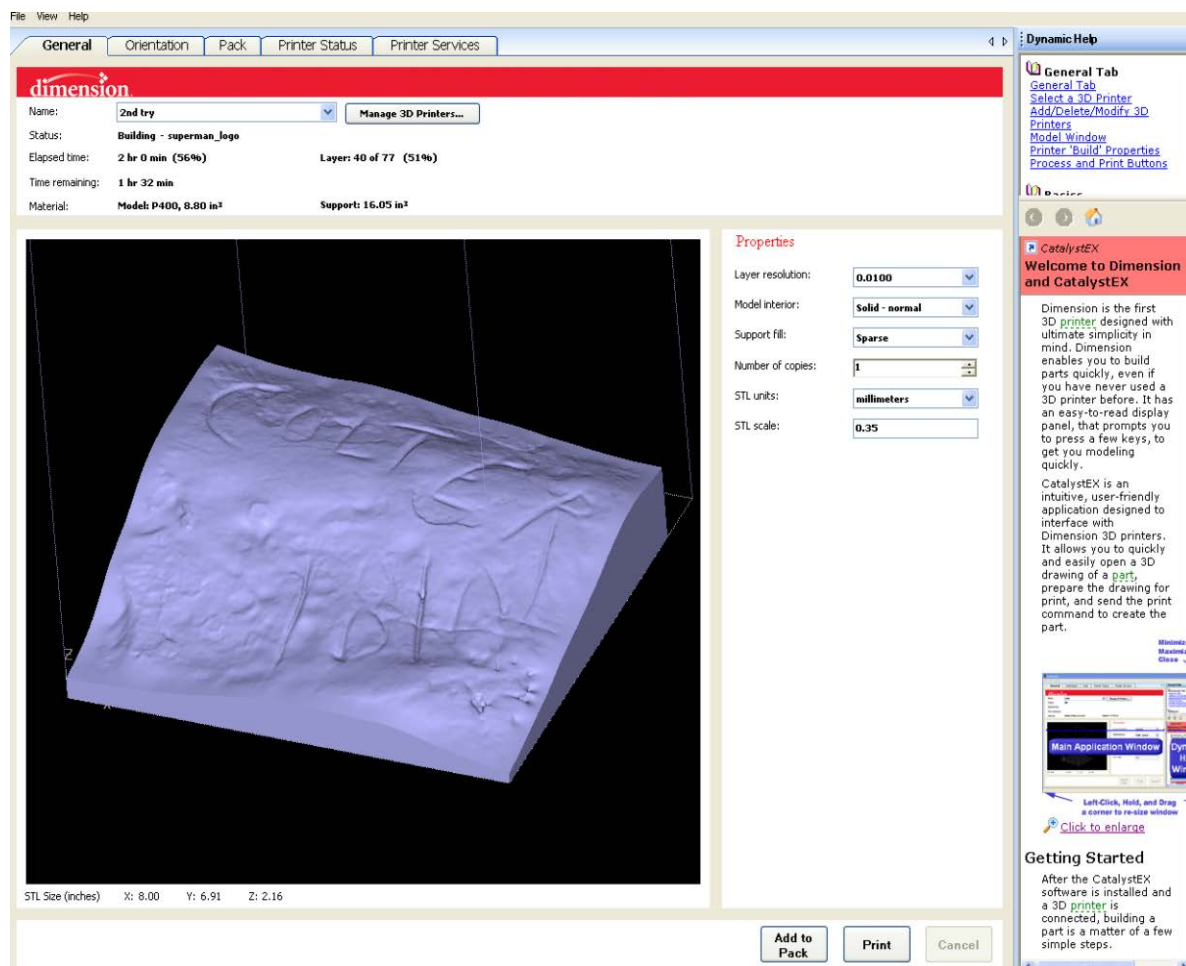 File View Help
General Orientation Pack Printer Status Printer Services
Dynamic Help
dimension
Name: 2nd try Manage 3D Printers...
Status: Building - superman_logo
Elapsed time: 2 hr 0 min (56%) Layer: 40 of 77 (51%)
Time remaining: 1 hr 32 min
Material: Model: P400, 8.80 in³ Support: 16.05 in³
Properties
Layer resolution: 0.0100
Model interior: Solid - normal
Support fill: Sparse
Number of copies: 1
STL units: millimeters
STL scale: 0.35
Z
STL Size (inches) X: 8.00 Y: 6.91 Z: 2.16
Add to
Pack
Print
Cancel
General Tab
General Tab
Select a 3D Printer
Add/Delete/Modify 3D
Printers
Model Window
Printer 'Build' Properties
Process and Print Buttons
Basics
CatalystEX
Welcome to Dimension
and CatalystEX
Dimension is the first
3D printer designed with
ultimate simplicity in
mind. Dimension
enables you to build
parts quickly, even if
you have never used a
3D printer before. It has
an easy-to-read display
panel, that prompts you
to press a few keys, to
get you modeling
quickly.
CatalystEX is an
intuitive, user-friendly
application designed to
interface with
Dimension 3D printers.
It allows you to quickly
and easily open a 3D
drawing of a part,
prepare the drawing for
print, and send the print
command to create the
part.
Close
Main Application Window
Left-Click, Hold, and Drag
a corner to re-size window
Click to enlarge
Getting Started
After the CatalystEX
software is installed and
a 3D printer is
connected, building a
part is a matter of a few
simple steps.